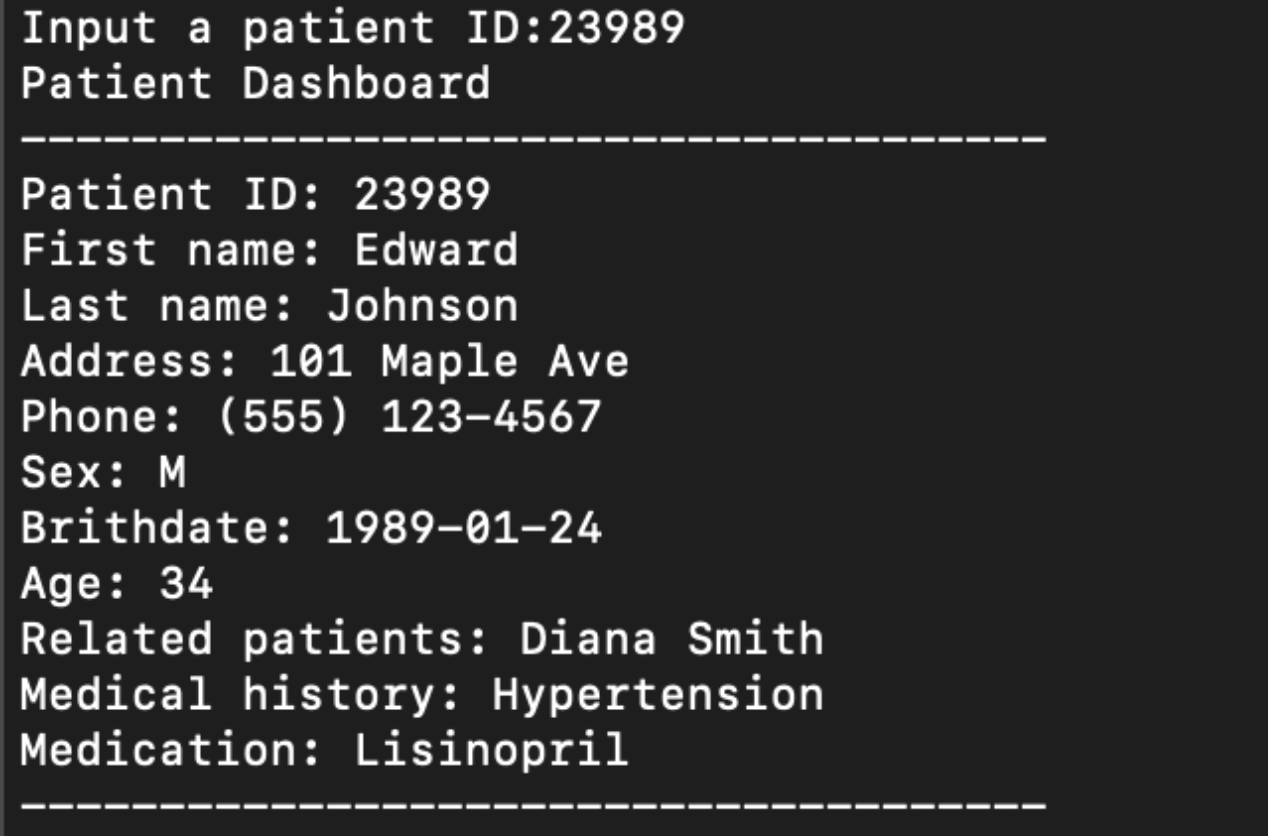 Input a patient ID:23989
Patient Dashboard
--------------------------------------
Patient ID: 23989
First name: Edward
Last name: Johnson
Address: 101 Maple Ave
Phone: (555) 123-4567
Sex: M
Brithdate: 1989-01-24
Age: 34
Related patients: Diana Smith
Medical history: Hypertension
Medication: Lisinopril
--------------------------------------